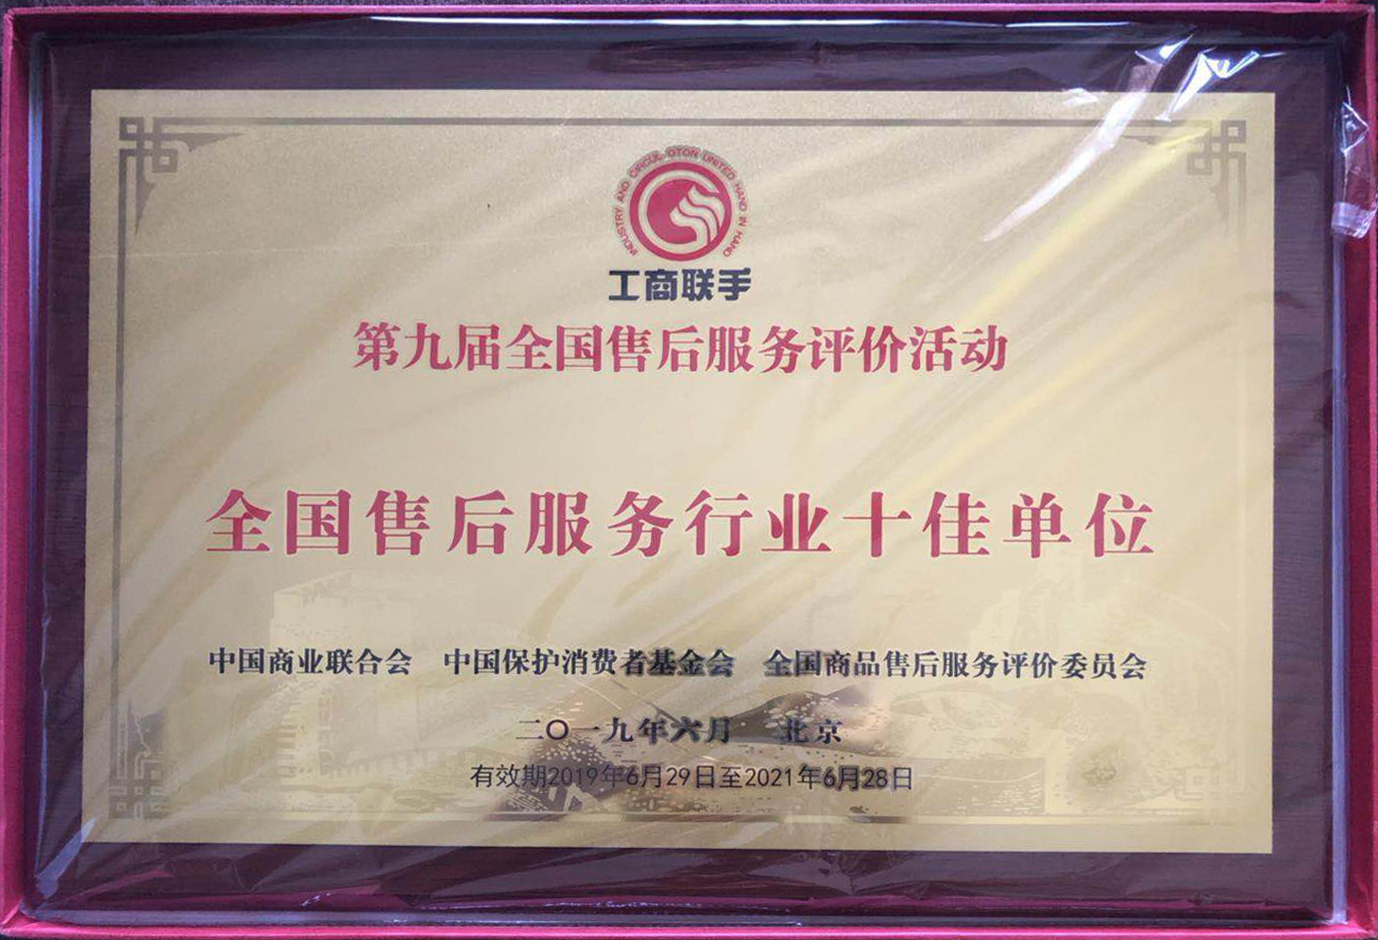 INDUSTRY AND CIRCUL OTON UNITED HAND IN HAND
工商联手
第九届全国售后服务评价活动
全国售后服务行业十佳单位
中国商业联合会 中国保护消费者基金会 全国商品售后服务评价委员会
二〇一九年六月 北京
有效期2019年6月29日至2021年6月28日